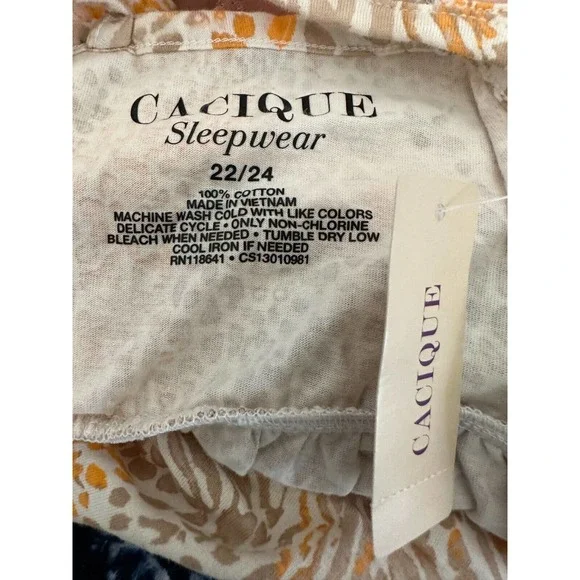 CACIQUE
Sleepwear
22/24
100% COTTON
MADE IN VIETNAM
MACHINE WASH COLD WITH LIKE COLORS
DELICATE CYCLE • ONLY NON-CHLORINE
BLEACH WHEN NEEDED • TUMBLE DRY LOW
COOL IRON IF NEEDED
RN118641 • CS13010981
CACIQUE